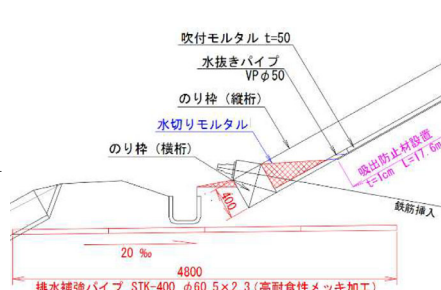 吹付モルタル t=50
水抜きパイプ
VPφ50
のり枠（縦桁）
水切りモルタル
のり枠（横桁）
吸出防止材設置
t=1cm L=17.6m
400
鉄筋挿入
20 ‰
4800
排水補強パイプ STK-400 φ60.5×2.3(高耐食性メッキ加工)